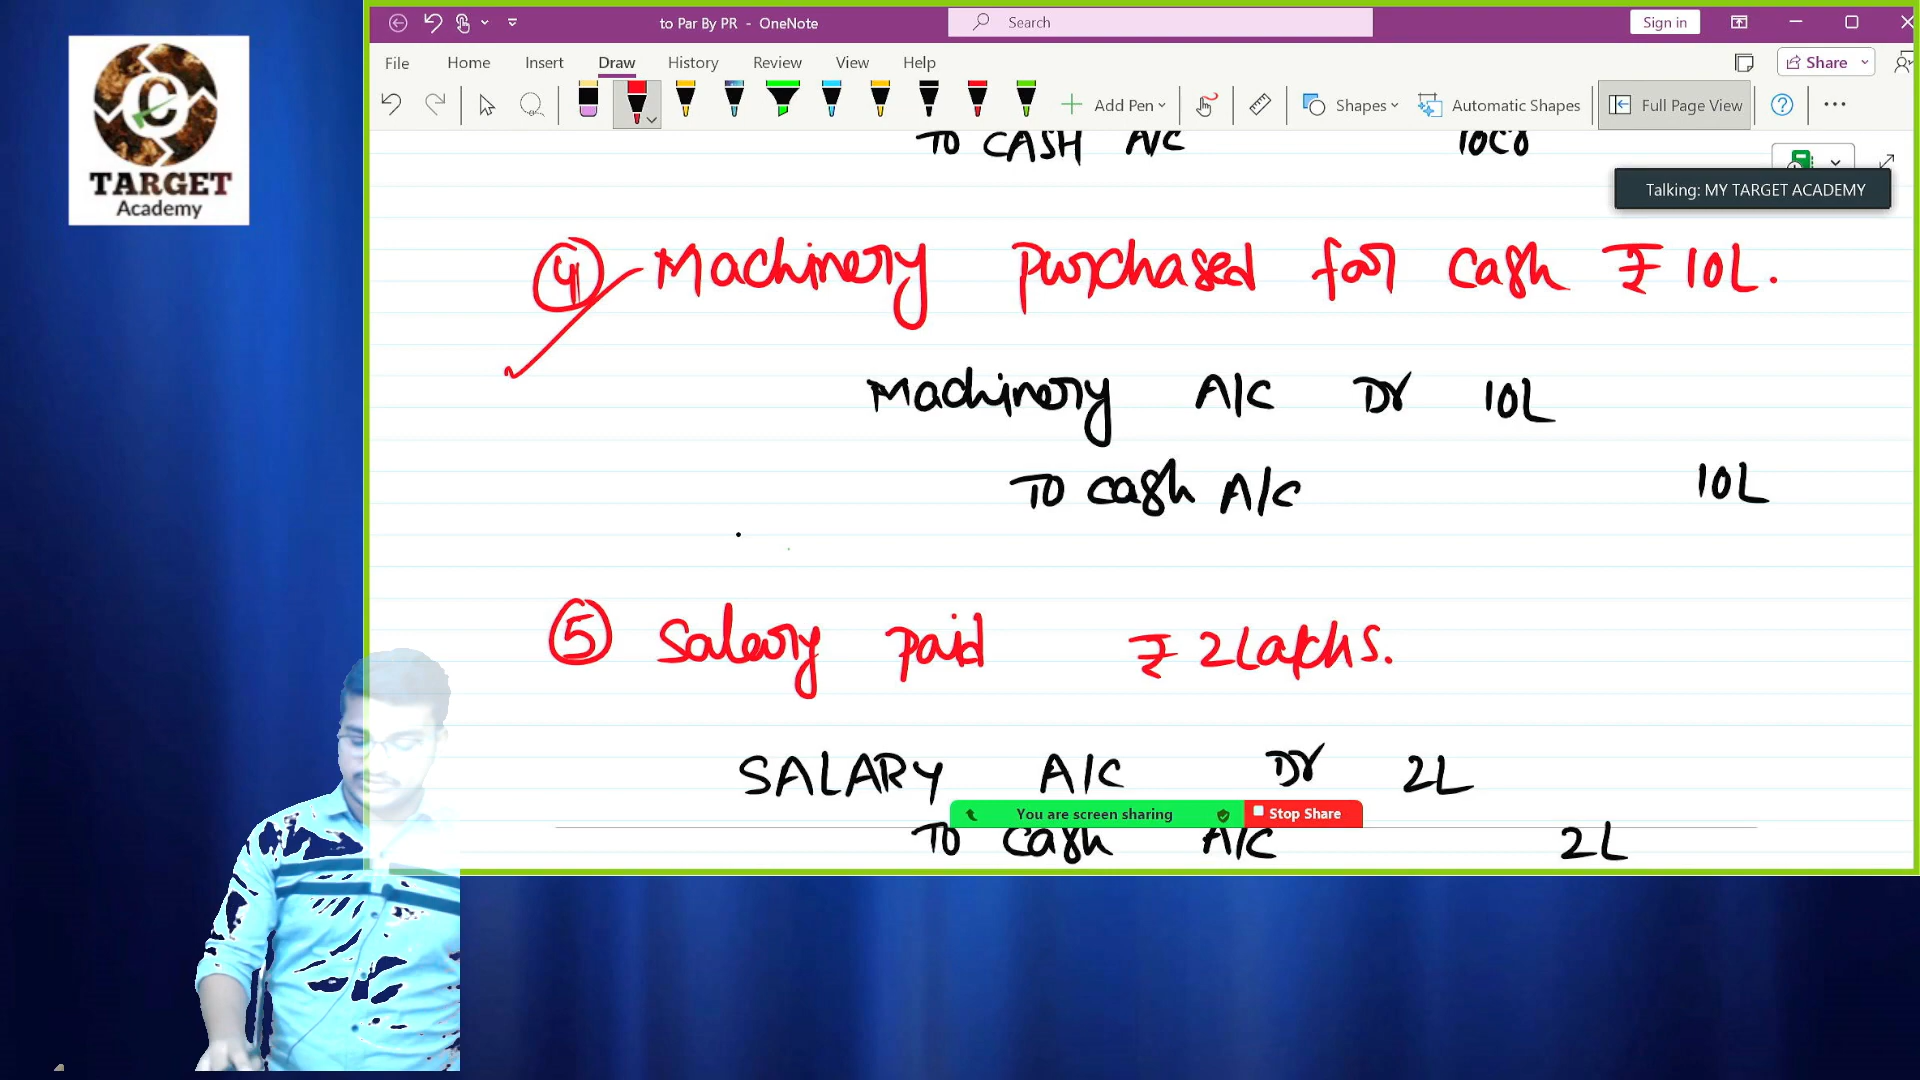 to Par By PR - OneNote
Search
Sign in
File Home Insert Draw History Review View Help
Share
Add Pen
Shapes
Automatic Shapes
Full Page View
TARGET
Academy
Talking: MY TARGET ACADEMY
TO CASH A/C 1000
4 Machinery purchased for cash ₹ 10L.
Machinery A/C Dr 10L
TO cash A/C 10L
5 Salary paid ₹ 2 Lakhs.
SALARY A/C Dr 2L
You are screen sharing
Stop Share
TO cash A/C 2L